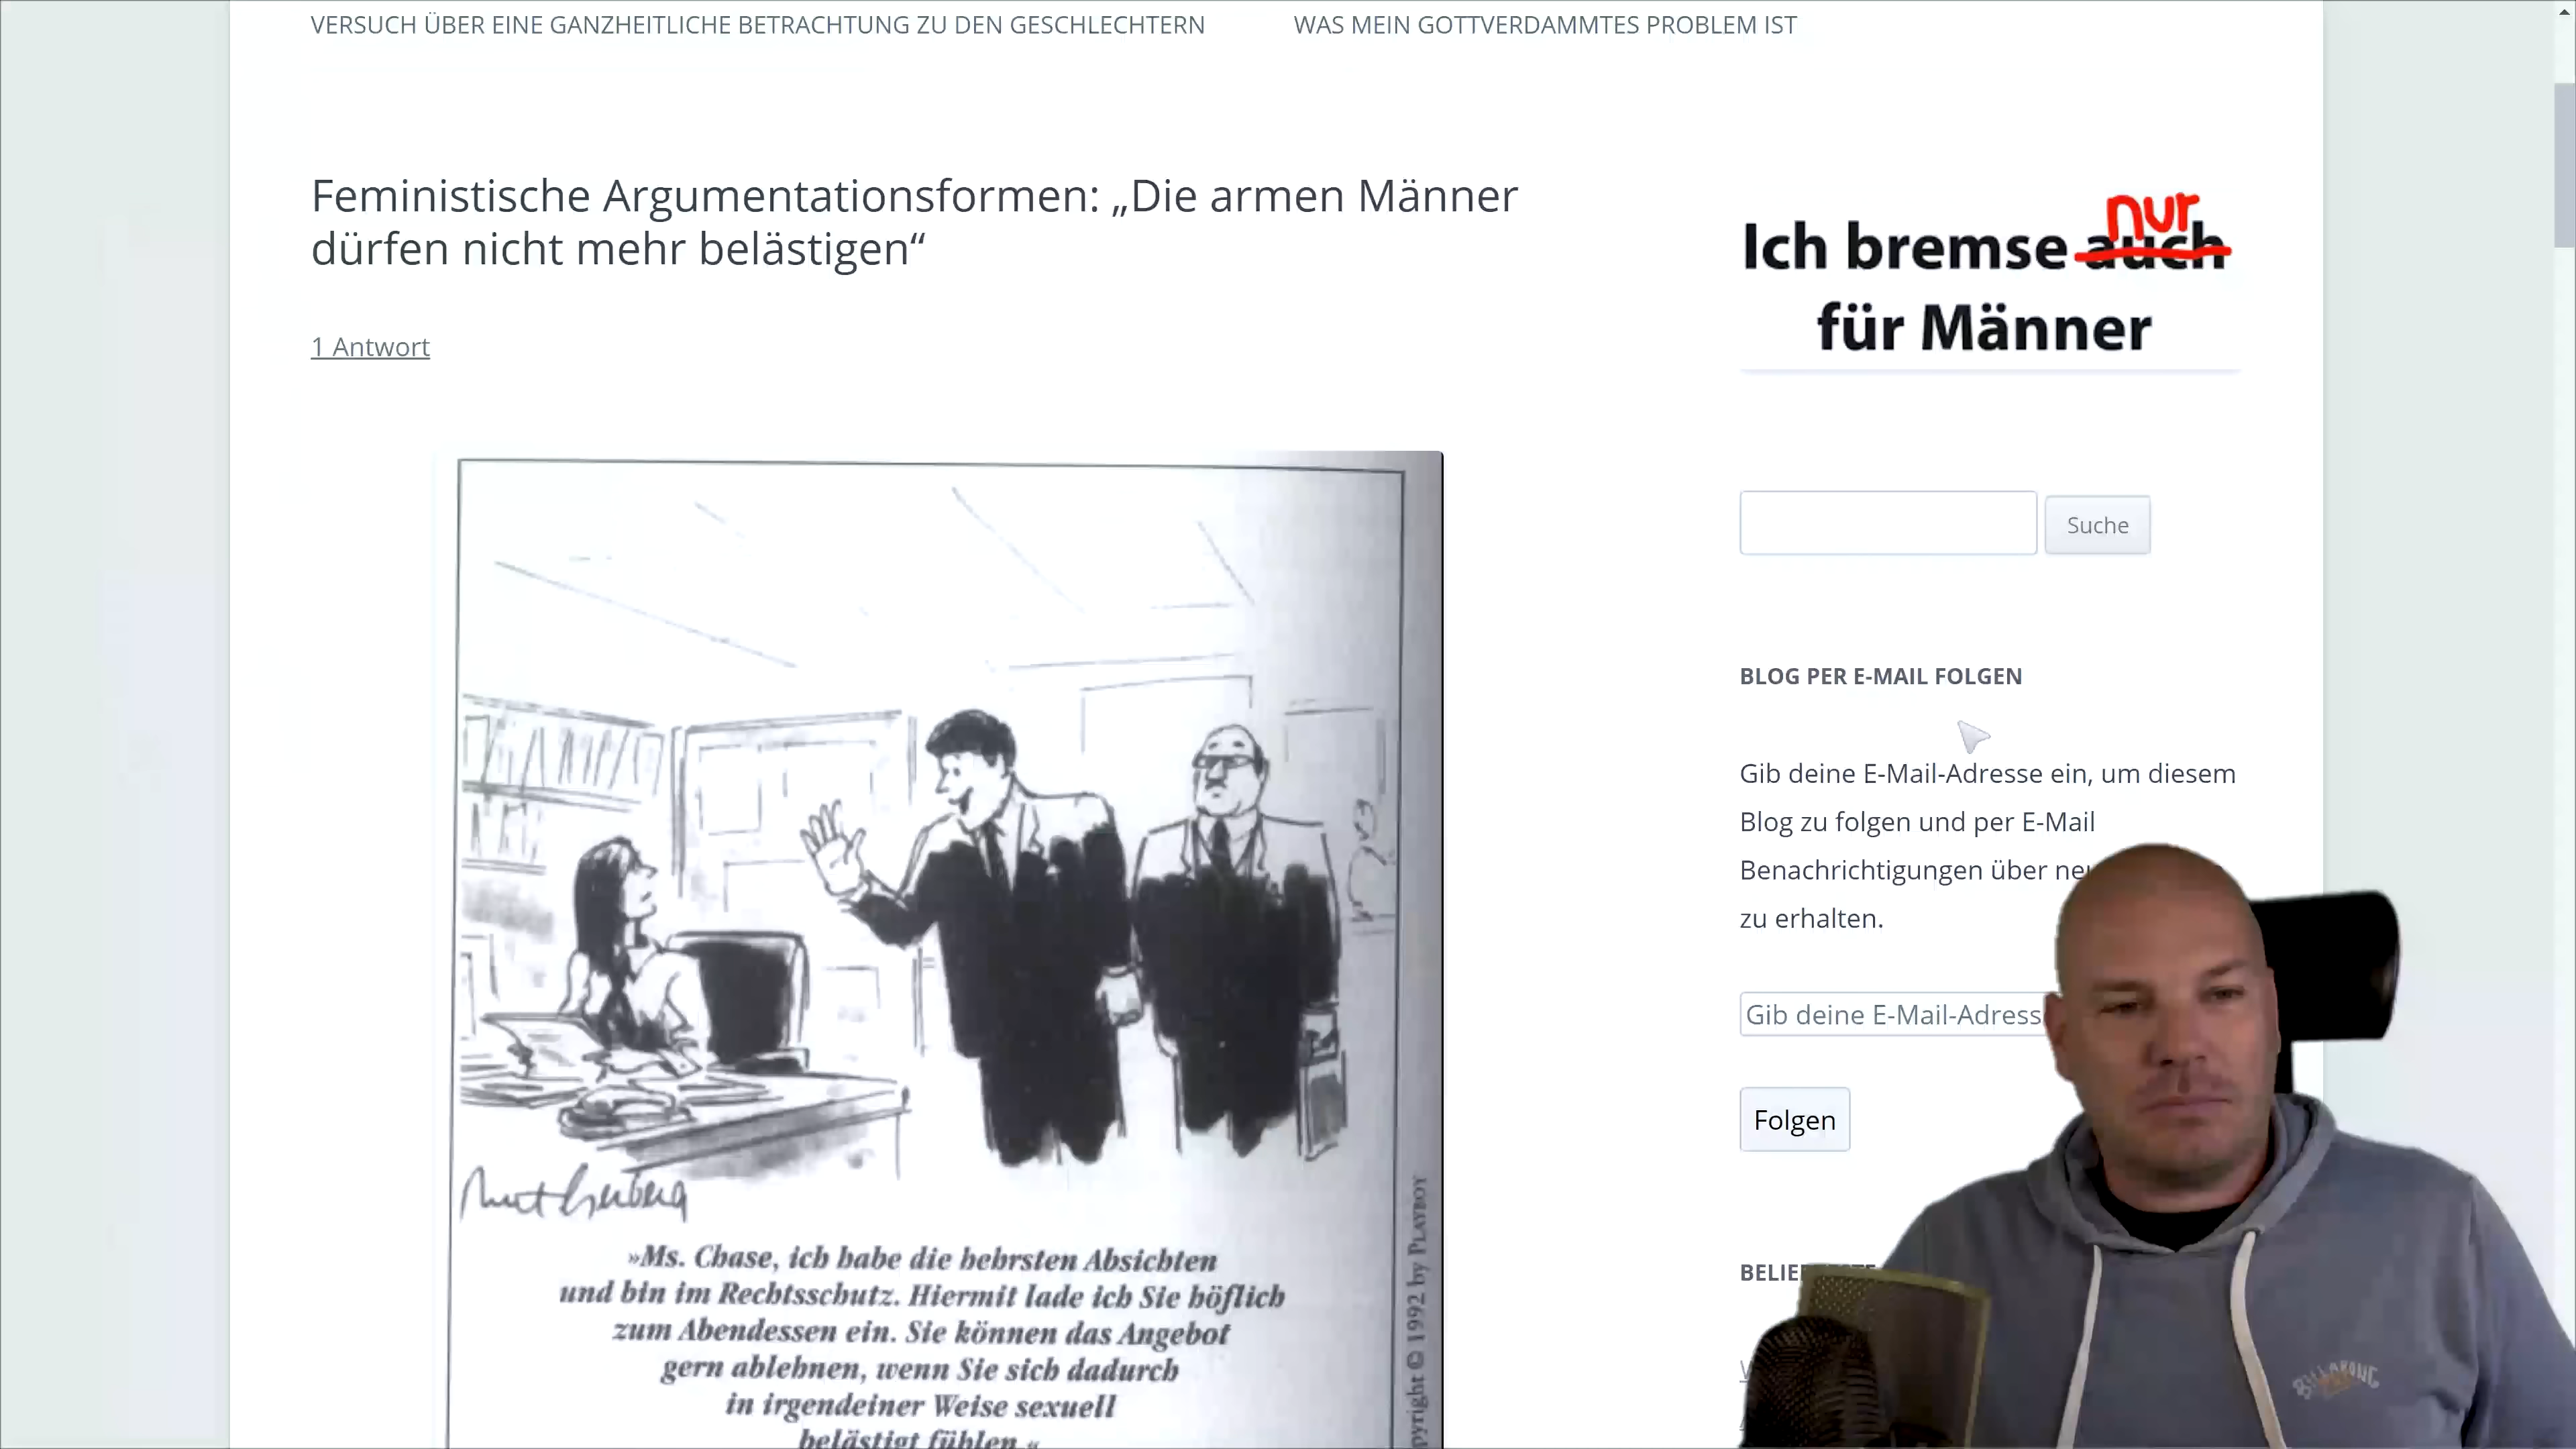 VERSUCH ÜBER EINE GANZHEITLICHE BETRACHTUNG ZU DEN GESCHLECHTERN
WAS MEIN GOTTVERDAMMTES PROBLEM IST
Feministische Argumentationsformen: „Die armen Männer
dürfen nicht mehr belästigen“
1 Antwort
»Ms. Chase, ich habe die hehrsten Absichten
und bin im Rechtsschutz. Hiermit lade ich Sie höflich
zum Abendessen ein. Sie können das Angebot
gern ablehnen, wenn Sie sich dadurch
in irgendeiner Weise sexuell
belästigt fühlen.«
pyright © 1992 by PLAYBOY
nur
Ich bremse auch
für Männer
Suche
BLOG PER E-MAIL FOLGEN
Gib deine E-Mail-Adresse ein, um diesem
Blog zu folgen und per E-Mail
Benachrichtigungen über
zu erhalten.
Gib deine E-Mail-Adress
Folgen
BILLABONG